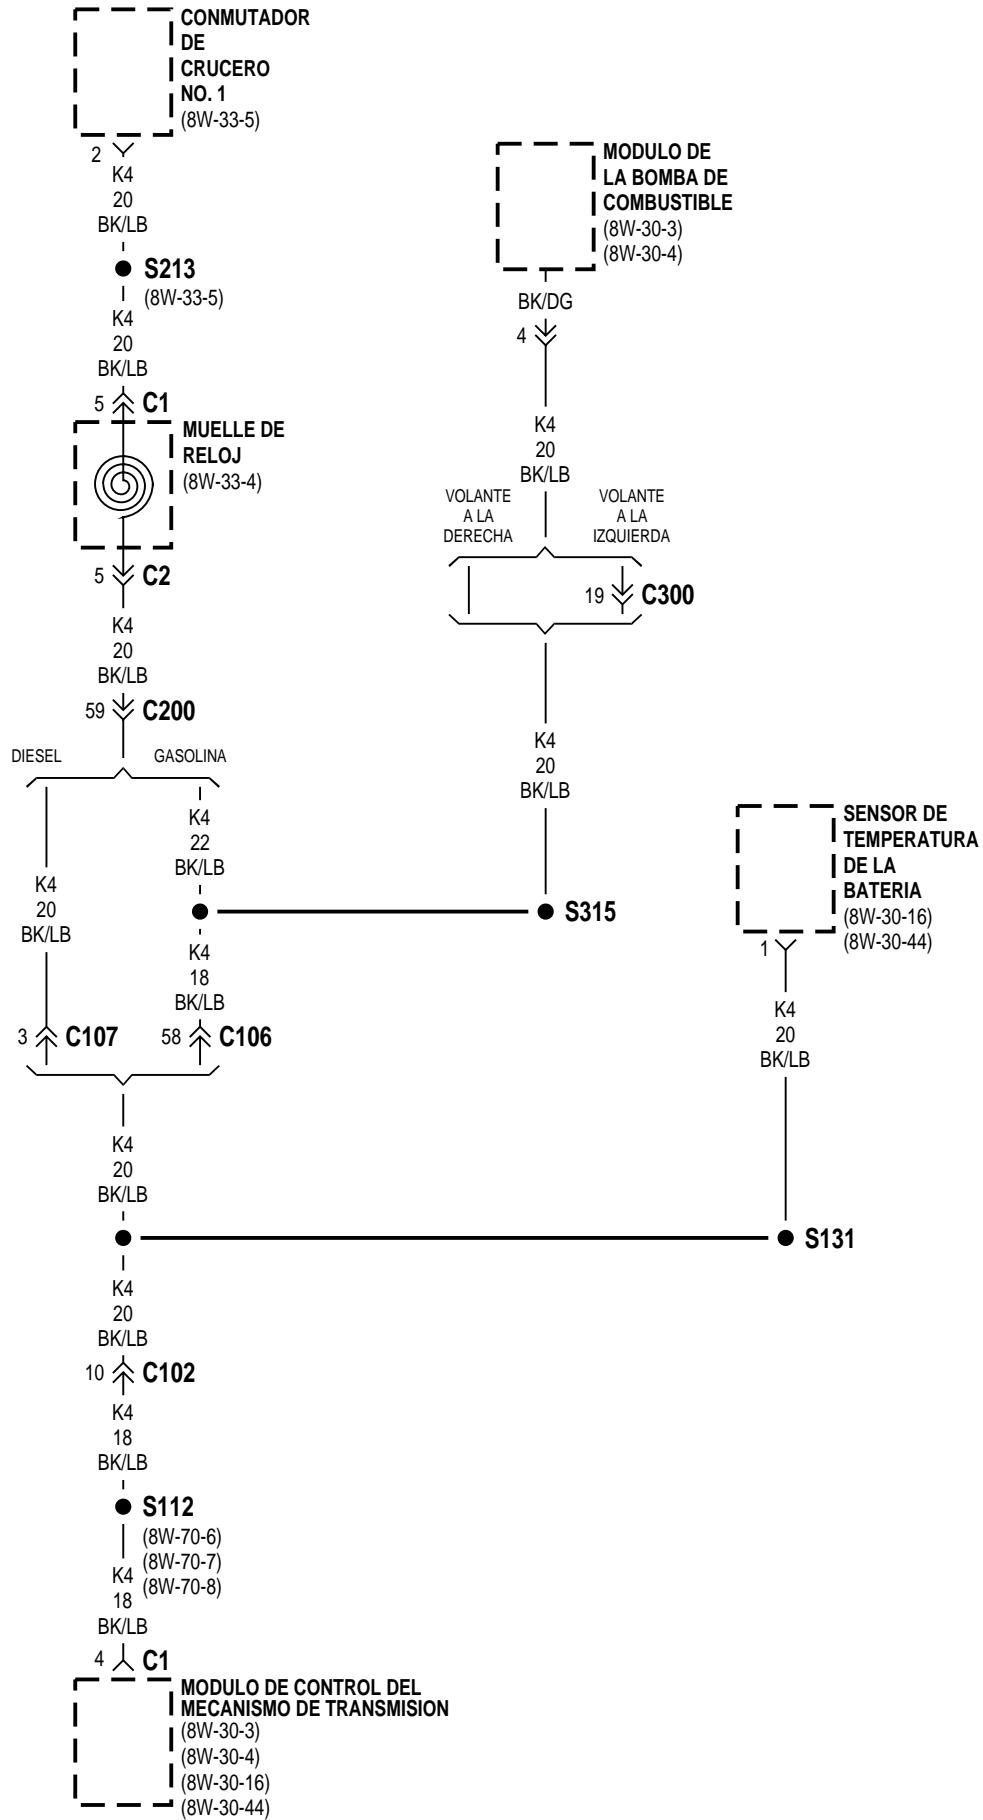 CONMUTADOR
DE
CRUCERO
NO. 1
(8W-33-5)
2
K4
20
BK/LB
S213
(8W-33-5)
K4
20
BK/LB
5
C1
MUELLE DE
RELOJ
(8W-33-4)
5
C2
K4
20
BK/LB
59
C200
DIESEL
GASOLINA
K4
22
BK/LB
K4
20
BK/LB
K4
18
BK/LB
3
C107
58
C106
MODULO DE
LA BOMBA DE
COMBUSTIBLE
(8W-30-3)
(8W-30-4)
BK/DG
4
K4
20
BK/LB
VOLANTE
A LA
DERECHA
VOLANTE
A LA
IZQUIERDA
19
C300
K4
20
BK/LB
S315
SENSOR DE
TEMPERATURA
DE LA
BATERIA
(8W-30-16)
(8W-30-44)
1
K4
20
BK/LB
K4
20
BK/LB
S131
K4
20
BK/LB
10
C102
K4
18
BK/LB
S112
(8W-70-6)
(8W-70-7)
(8W-70-8)
K4
18
BK/LB
4
C1
MODULO DE CONTROL DEL
MECANISMO DE TRANSMISION
(8W-30-3)
(8W-30-4)
(8W-30-16)
(8W-30-44)